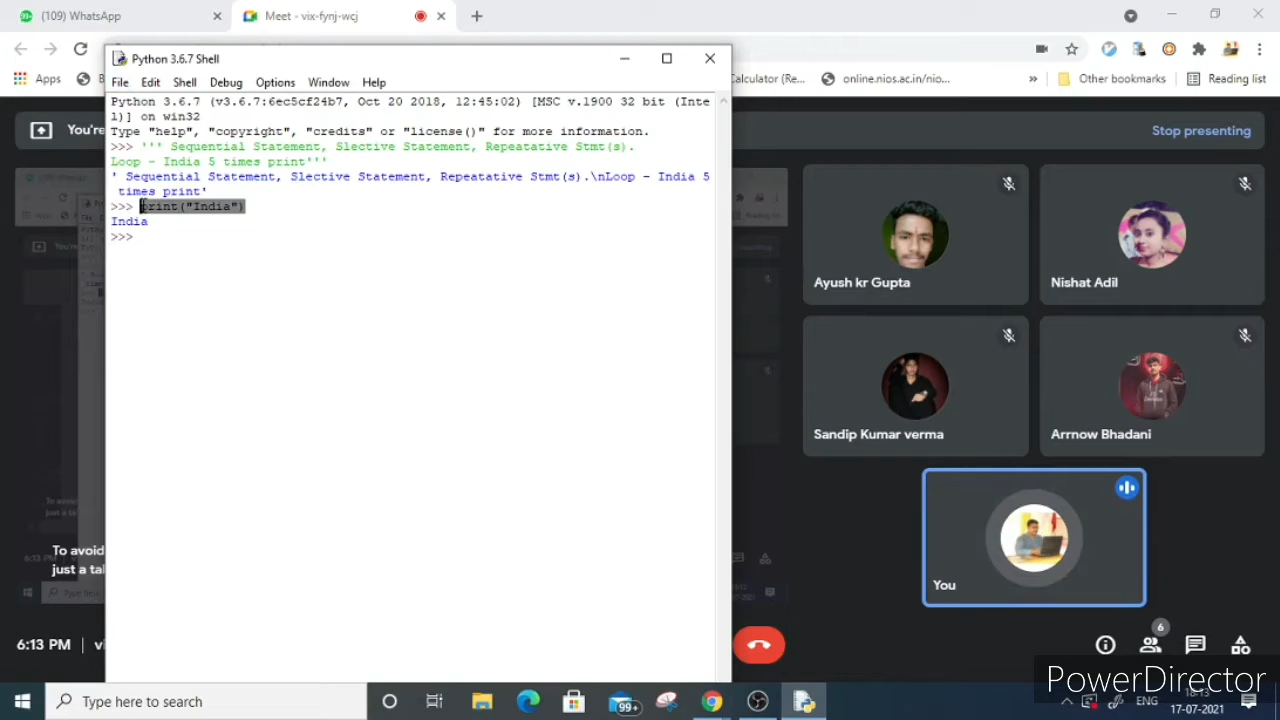 (109) WhatsApp
Meet - vix-fynj-wcj
Apps
Calculator (Re...
online.nios.ac.in/nio...
»
Other bookmarks
Reading list
Python 3.6.7 Shell
File Edit Shell Debug Options Window Help
Python 3.6.7 (v3.6.7:6ec5cf24b7, Oct 20 2018, 12:45:02) [MSC v.1900 32 bit (Inte
l)] on win32
Type "help", "copyright", "credits" or "license()" for more information.
>>> ''' Sequential Statement, Slective Statement, Repeatative Stmt(s).
Loop - India 5 times print'''
' Sequential Statement, Slective Statement, Repeatative Stmt(s).\nLoop - India 5
times print'
>>> print("India")
India
>>>
You're
Stop presenting
Ayush kr Gupta
Nishat Adil
Sandip Kumar verma
Arrnow Bhadani
You
To avoid
just a
6:13 PM
6
Type here to search
99+
ENG
18:13
17-07-2021
PowerDirector